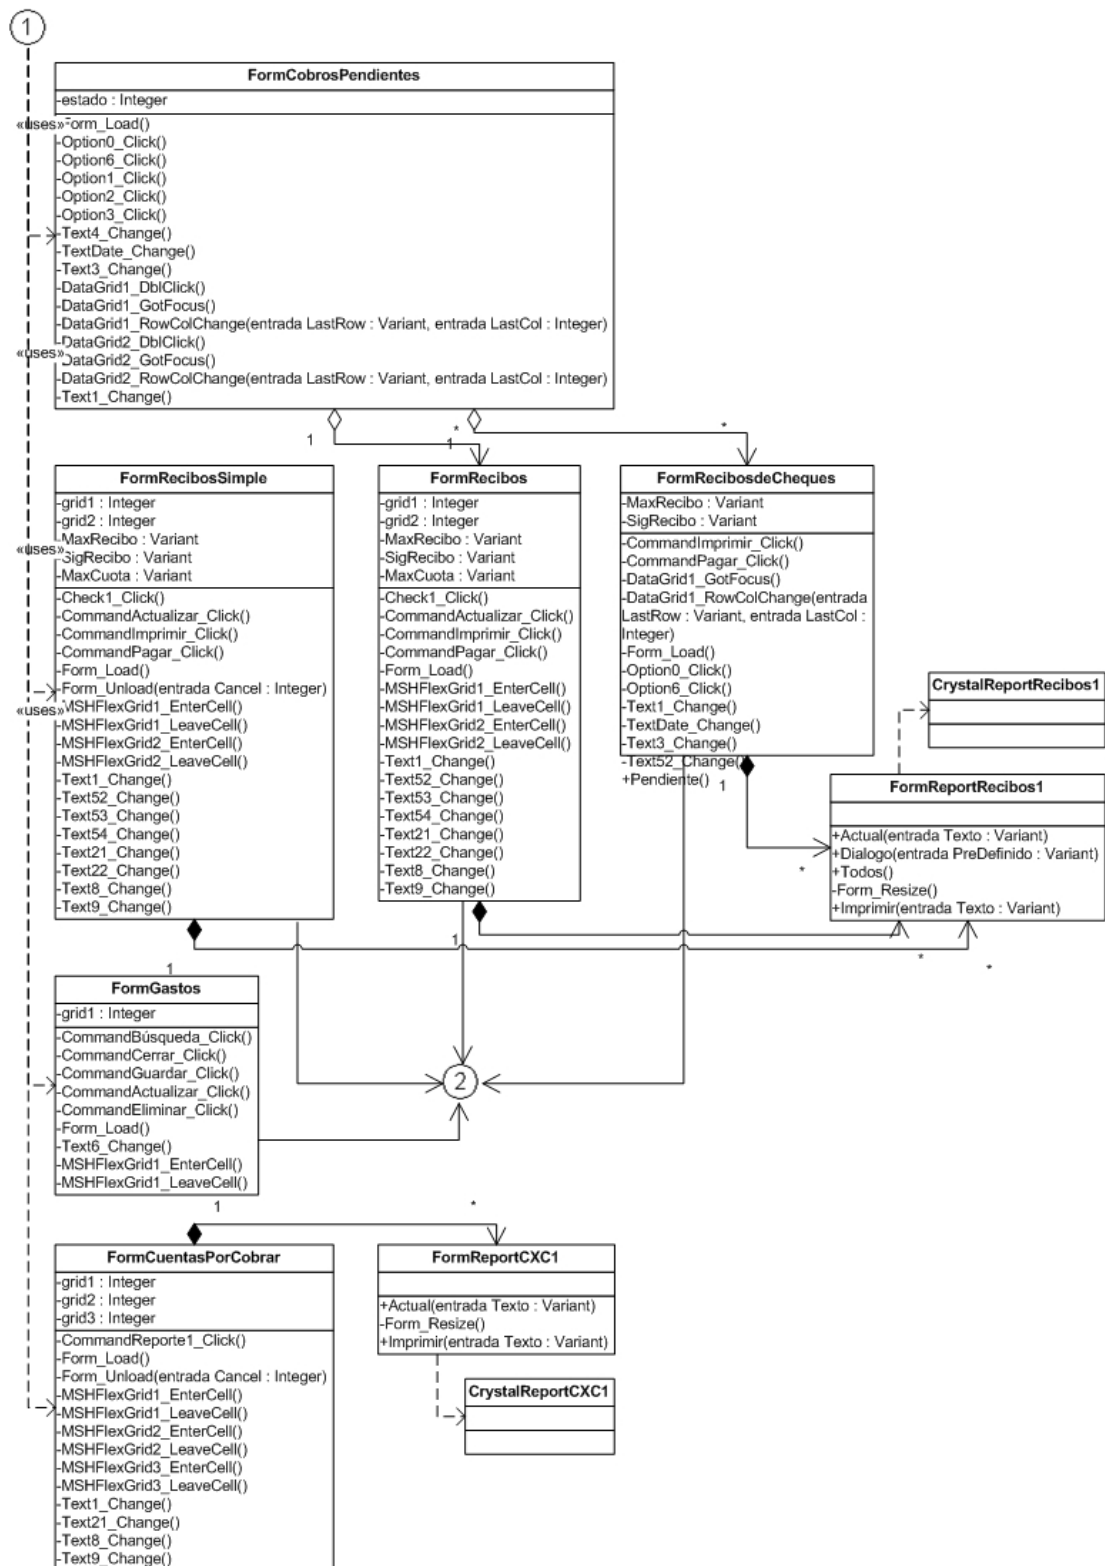 1
FormCobrosPendientes
-estado : Integer
«uses»
-Form_Load()
-Option0_Click()
-Option6_Click()
-Option1_Click()
-Option2_Click()
-Option3_Click()
-Text4_Change()
-TextDate_Change()
-Text3_Change()
-DataGrid1_DblClick()
-DataGrid1_GotFocus()
-DataGrid1_RowColChange(entrada LastRow : Variant, entrada LastCol : Integer)
-DataGrid2_DblClick()
«uses»
-DataGrid2_GotFocus()
-DataGrid2_RowColChange(entrada LastRow : Variant, entrada LastCol : Integer)
-Text1_Change()
1
*
1
*
FormRecibosSimple
-grid1 : Integer
-grid2 : Integer
-MaxRecibo : Variant
«uses»
-SigRecibo : Variant
-MaxCuota : Variant
-Check1_Click()
-CommandActualizar_Click()
-CommandImprimir_Click()
-CommandPagar_Click()
-Form_Load()
-Form_Unload(entrada Cancel : Integer)
«uses»
-MSHFlexGrid1_EnterCell()
-MSHFlexGrid1_LeaveCell()
-MSHFlexGrid2_EnterCell()
-MSHFlexGrid2_LeaveCell()
-Text1_Change()
-Text52_Change()
-Text53_Change()
-Text54_Change()
-Text21_Change()
-Text22_Change()
-Text8_Change()
-Text9_Change()
FormRecibos
-grid1 : Integer
-grid2 : Integer
-MaxRecibo : Variant
-SigRecibo : Variant
-MaxCuota : Variant
-Check1_Click()
-CommandActualizar_Click()
-CommandImprimir_Click()
-CommandPagar_Click()
-Form_Load()
-MSHFlexGrid1_EnterCell()
-MSHFlexGrid1_LeaveCell()
-MSHFlexGrid2_EnterCell()
-MSHFlexGrid2_LeaveCell()
-Text1_Change()
-Text52_Change()
-Text53_Change()
-Text54_Change()
-Text21_Change()
-Text22_Change()
-Text8_Change()
-Text9_Change()
FormRecibosdeCheques
-MaxRecibo : Variant
-SigRecibo : Variant
-CommandImprimir_Click()
-CommandPagar_Click()
-DataGrid1_GotFocus()
-DataGrid1_RowColChange(entrada
LastRow : Variant, entrada LastCol :
Integer)
-Form_Load()
-Option0_Click()
-Option6_Click()
-Text1_Change()
-TextDate_Change()
-Text3_Change()
-Text52_Change()
+Pendiente()
1
CrystalReportRecibos1
FormReportRecibos1
+Actual(entrada Texto : Variant)
+Dialogo(entrada PreDefinido : Variant)
+Todos()
-Form_Resize()
+Imprimir(entrada Texto : Variant)
*
1
*
*
1
FormGastos
-grid1 : Integer
-CommandBúsqueda_Click()
-CommandCerrar_Click()
-CommandGuardar_Click()
-CommandActualizar_Click()
-CommandEliminar_Click()
-Form_Load()
-Text6_Change()
-MSHFlexGrid1_EnterCell()
-MSHFlexGrid1_LeaveCell()
2
1
*
FormCuentasPorCobrar
-grid1 : Integer
-grid2 : Integer
-grid3 : Integer
-CommandReporte1_Click()
-Form_Load()
-Form_Unload(entrada Cancel : Integer)
-MSHFlexGrid1_EnterCell()
-MSHFlexGrid1_LeaveCell()
-MSHFlexGrid2_EnterCell()
-MSHFlexGrid2_LeaveCell()
-MSHFlexGrid3_EnterCell()
-MSHFlexGrid3_LeaveCell()
-Text1_Change()
-Text21_Change()
-Text8_Change()
-Text9_Change()
FormReportCXC1
+Actual(entrada Texto : Variant)
-Form_Resize()
+Imprimir(entrada Texto : Variant)
CrystalReportCXC1